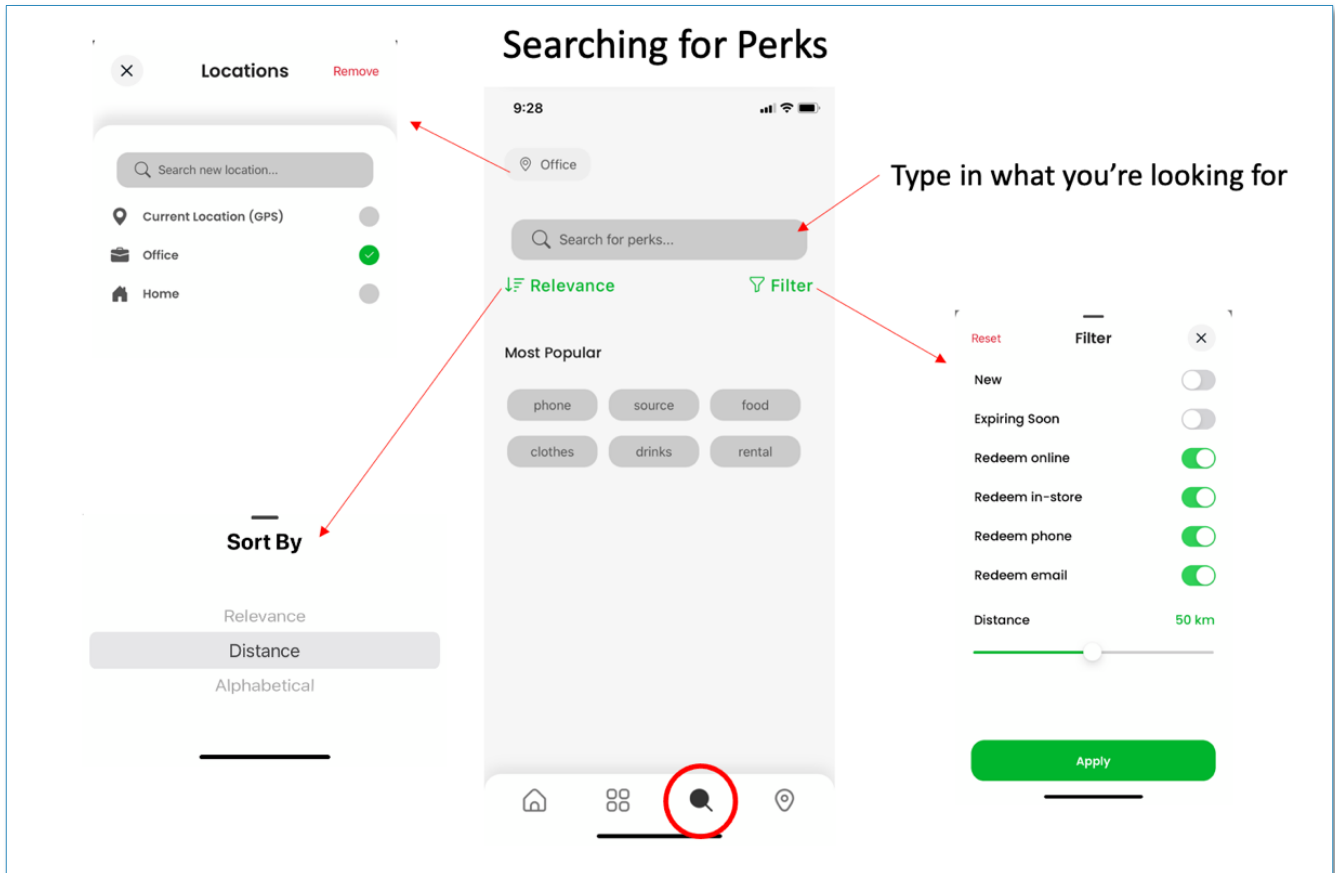 Searching for Perks
Locations
Remove
Search new location...
Current Location (GPS)
Office
Home
Sort By
Relevance
Distance
Alphabetical
9:28
Office
Search for perks...
Relevance
Filter
Most Popular
phone source food
clothes drinks rental
Type in what you’re looking for
Reset Filter
New
Expiring Soon
Redeem online
Redeem in-store
Redeem phone
Redeem email
Distance 50 km
Apply